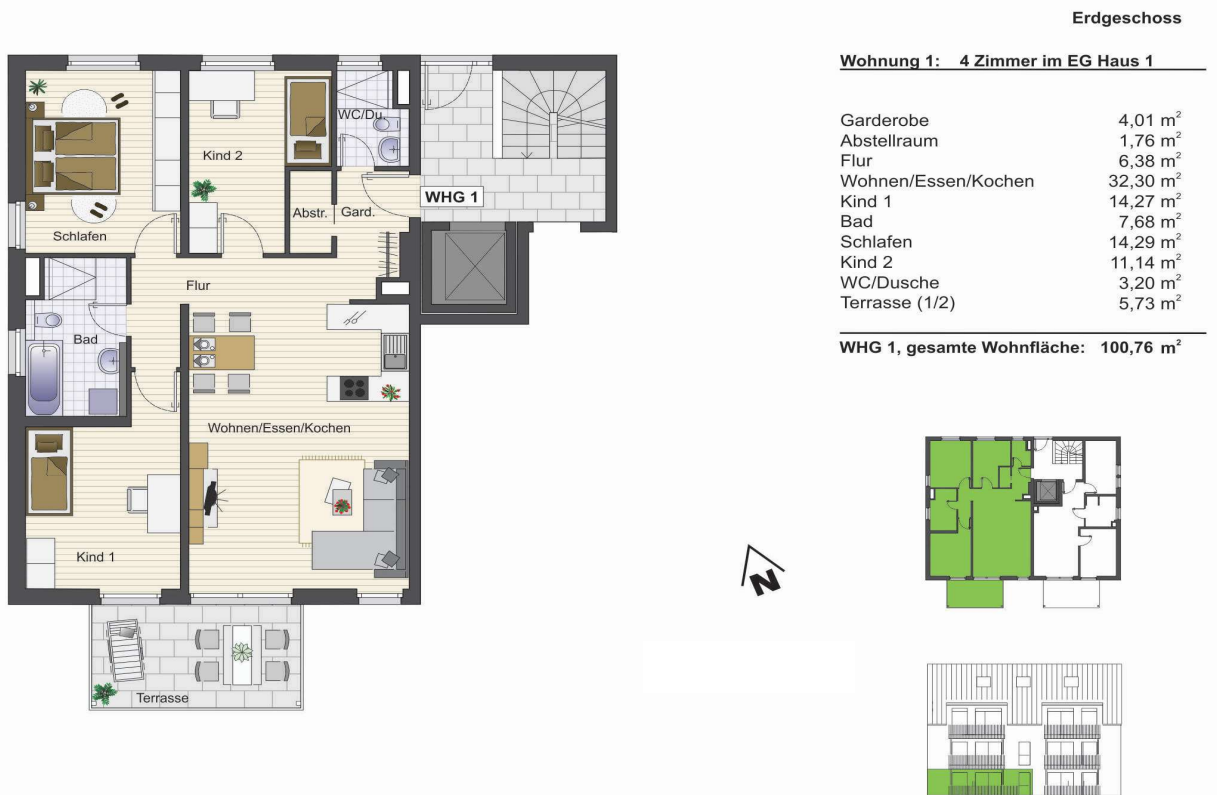 Erdgeschoss
Wohnung 1: 4 Zimmer im EG Haus 1
Garderobe 4,01 m²
Abstellraum 1,76 m²
Flur 6,38 m²
Wohnen/Essen/Kochen 32,30 m²
Kind 1 14,27 m²
Bad 7,68 m²
Schlafen 14,29 m²
Kind 2 11,14 m²
WC/Dusche 3,20 m²
Terrasse (1/2) 5,73 m²
WHG 1, gesamte Wohnfläche: 100,76 m²
WC/Du.
Kind 2
WHG 1
Abstr. Gard.
Schlafen
Flur
Bad
Wohnen/Essen/Kochen
Kind 1
N
Terrasse